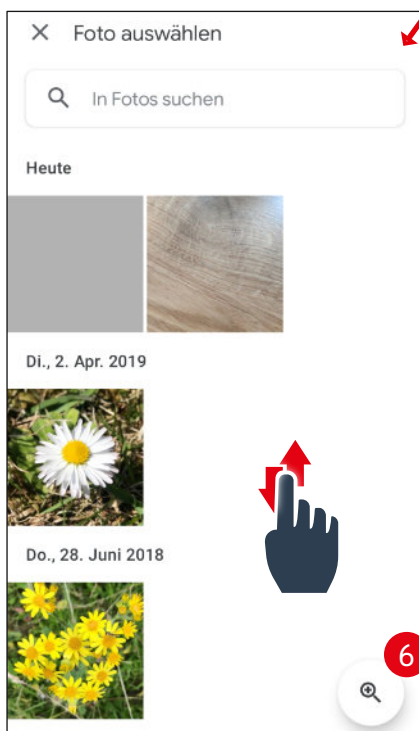 Foto auswählen
In Fotos suchen
Heute
Di., 2. Apr. 2019
Do., 28. Juni 2018
6